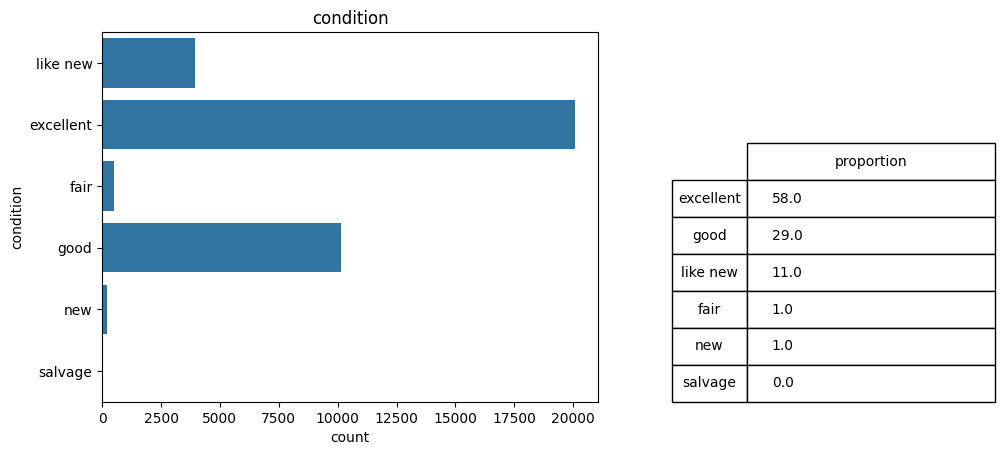 condition
condition
like new
excellent
fair
good
new
salvage
0 2500 5000 7500 10000 12500 15000 17500 20000
count
proportion
excellent 58.0
good 29.0
like new 11.0
fair 1.0
new 1.0
salvage 0.0